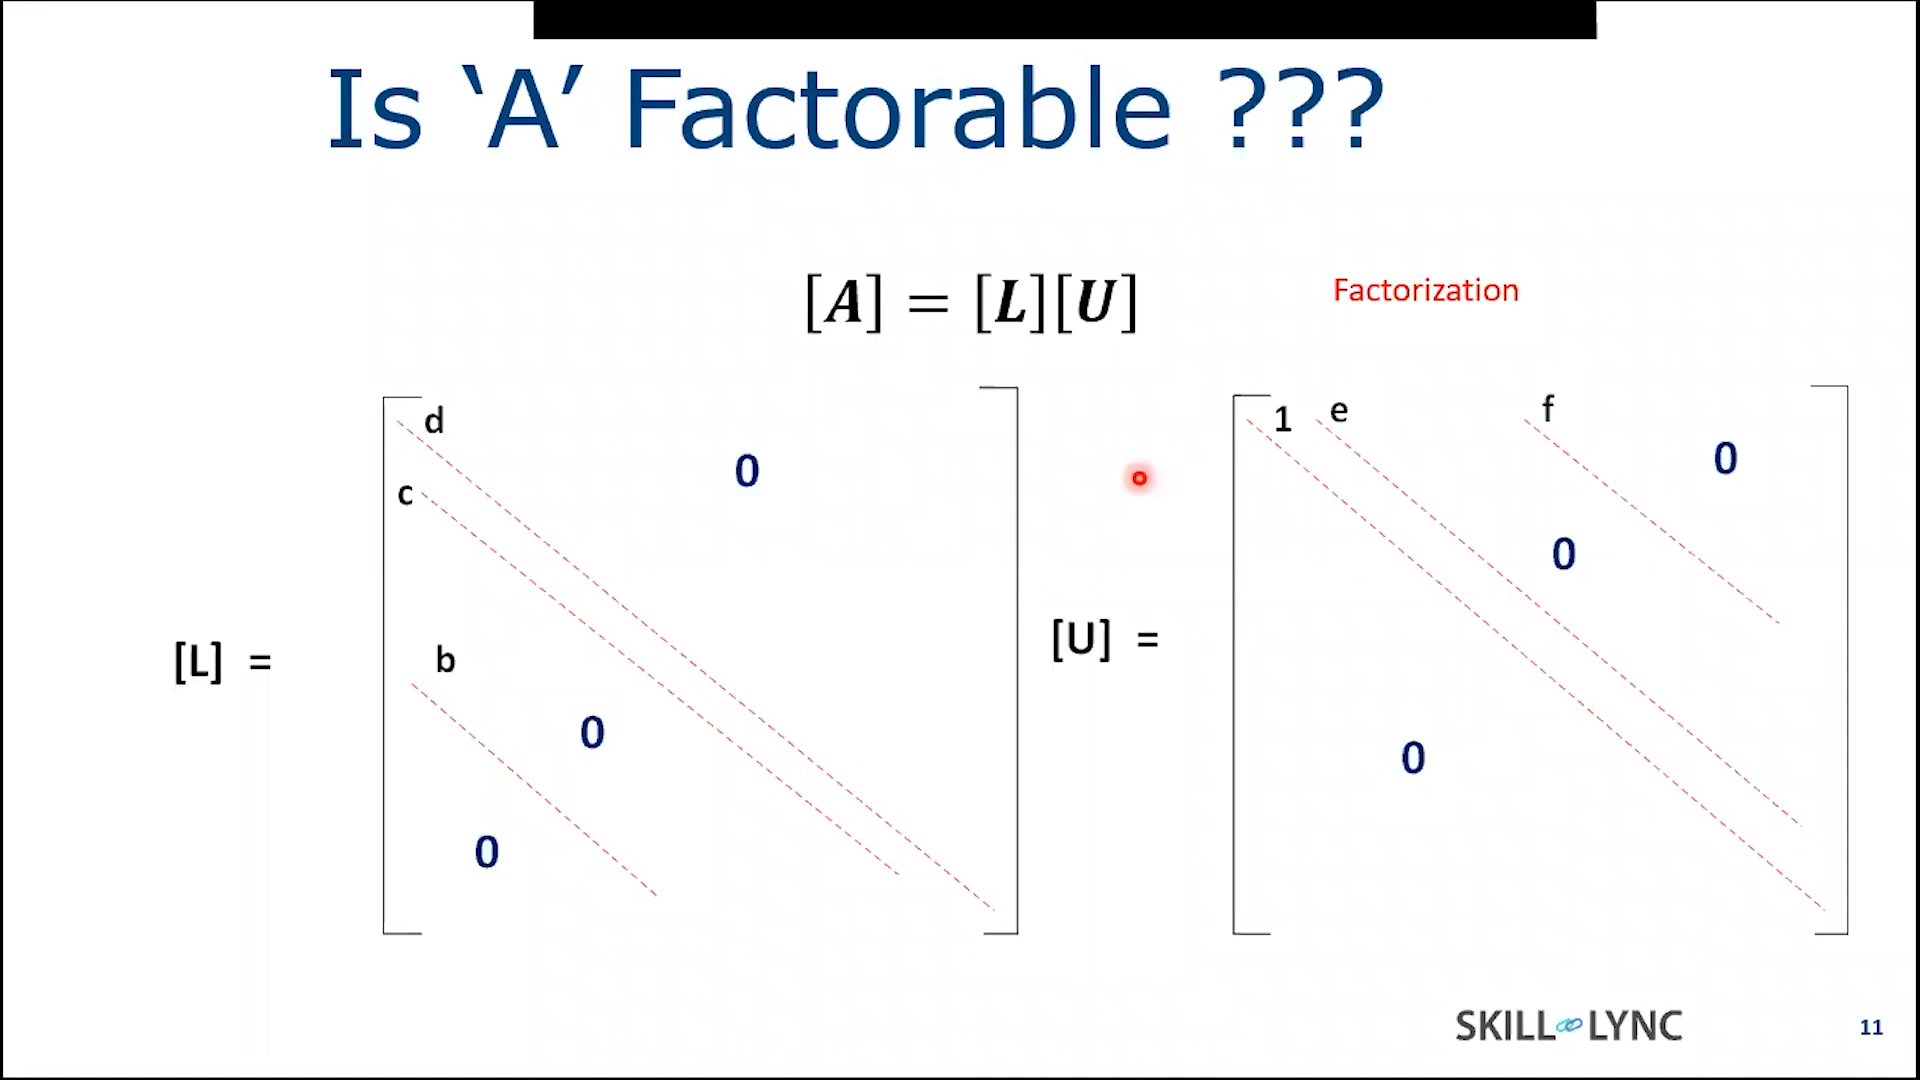 Is ‘A’ Factorable ???
[A] = [L][U]
Factorization
[L] =
d
c
0
b
0
0
[U] =
1 e f
0
0
0
SKILL LYNC
11